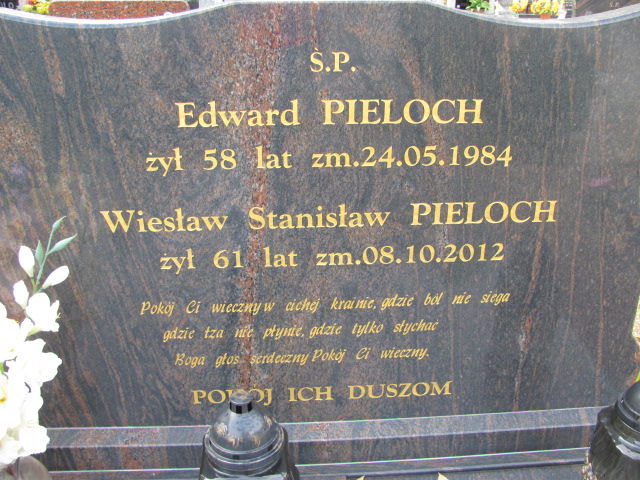 Ś.P.
Edward PIELOCH
żył 58 lat zm.24.05.1984
Wiesław Stanisław PIELOCH
żył 61 lat zm.08.10.2012
Pokój Ci wieczny w cichej krainie, gdzie ból nie sięga
gdzie łza nie płynie, gdzie tylko słychać
Boga głos serdeczny Pokój Ci wieczny.
POKÓJ ICH DUSZOM